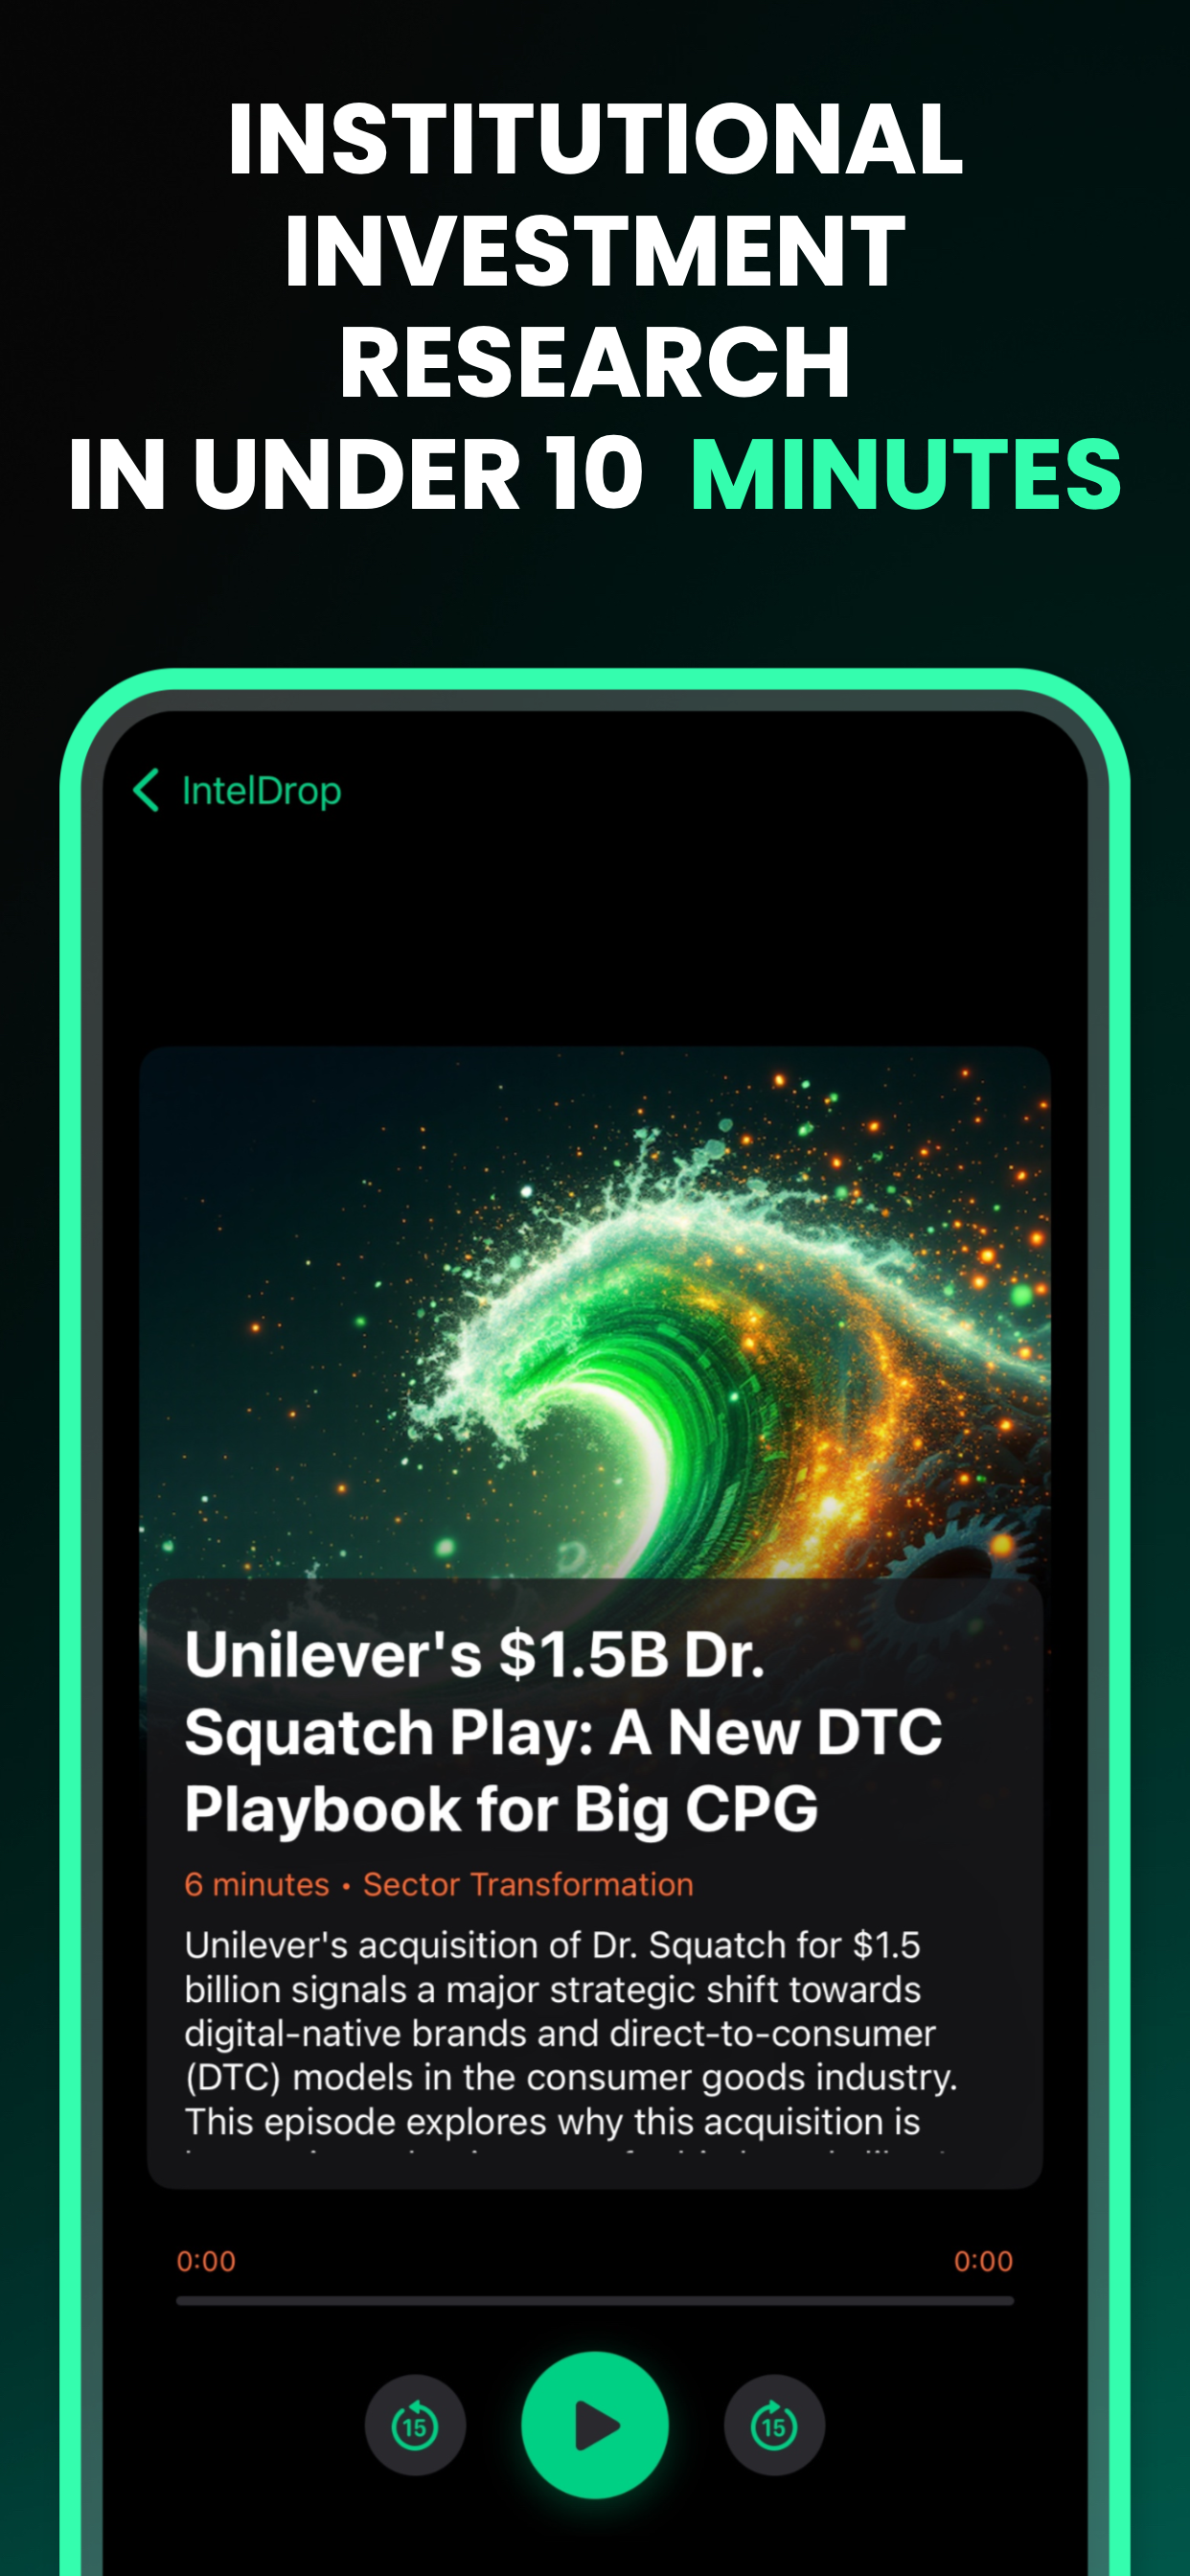 INSTITUTIONAL
INVESTMENT
RESEARCH
IN UNDER 10 MINUTES
IntelDrop
Unilever's $1.5B Dr.
Squatch Play: A New DTC
Playbook for Big CPG
6 minutes • Sector Transformation
Unilever's acquisition of Dr. Squatch for $1.5
billion signals a major strategic shift towards
digital-native brands and direct-to-consumer
(DTC) models in the consumer goods industry.
This episode explores why this acquisition is
0:00 0:00
15 15